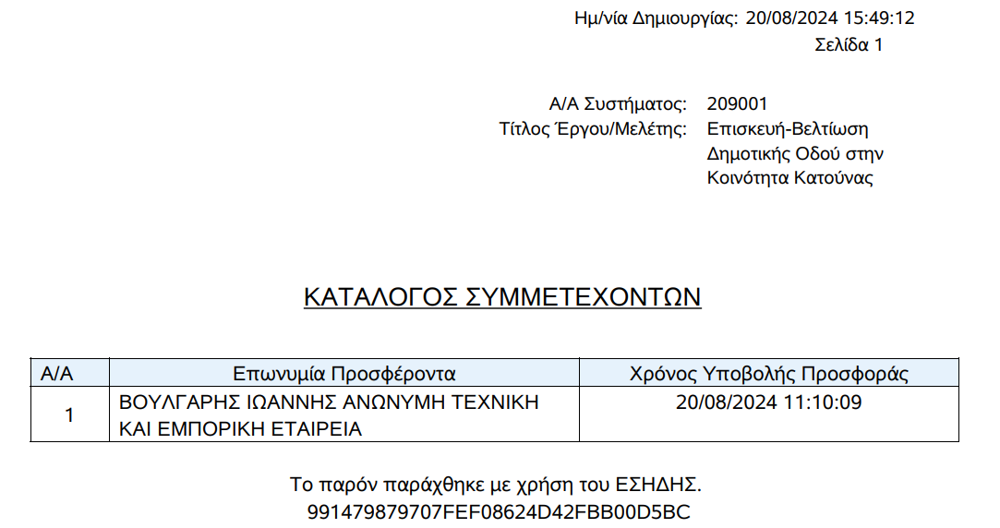 Ημ/νία Δημιουργίας: 20/08/2024 15:49:12
Σελίδα 1
Α/Α Συστήματος: 209001
Τίτλος Έργου/Μελέτης: Επισκευή-Βελτίωση
Δημοτικής Οδού στην
Κοινότητα Κατούνας
ΚΑΤΑΛΟΓΟΣ ΣΥΜΜΕΤΕΧΟΝΤΩΝ
Α/Α Επωνυμία Προσφέροντα Χρόνος Υποβολής Προσφοράς
1 ΒΟΥΛΓΑΡΗΣ ΙΩΑΝΝΗΣ ΑΝΩΝΥΜΗ ΤΕΧΝΙΚΗ 20/08/2024 11:10:09
ΚΑΙ ΕΜΠΟΡΙΚΗ ΕΤΑΙΡΕΙΑ
Το παρόν παράχθηκε με χρήση του ΕΣΗΔΗΣ.
991479879707FEF08624D42FBB00D5BC